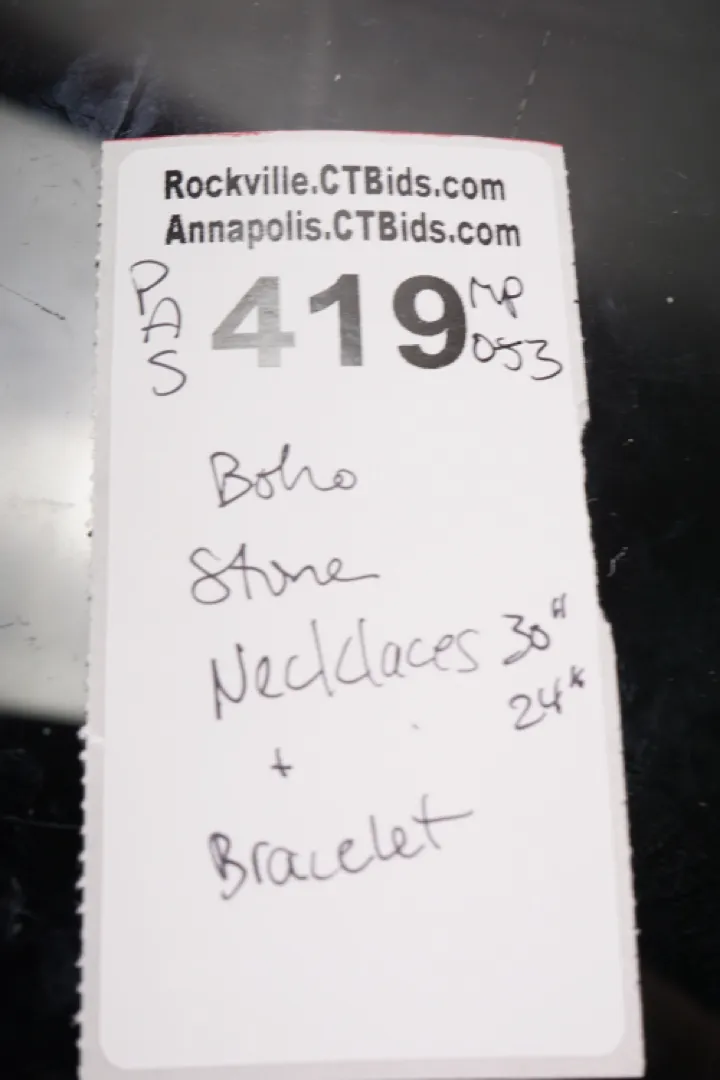 Rockville.CTBids.com
Annapolis.CTBids.com
PAS
419
MP
053
Boho
Stone
Necklaces 30"
24"
+
Bracelet